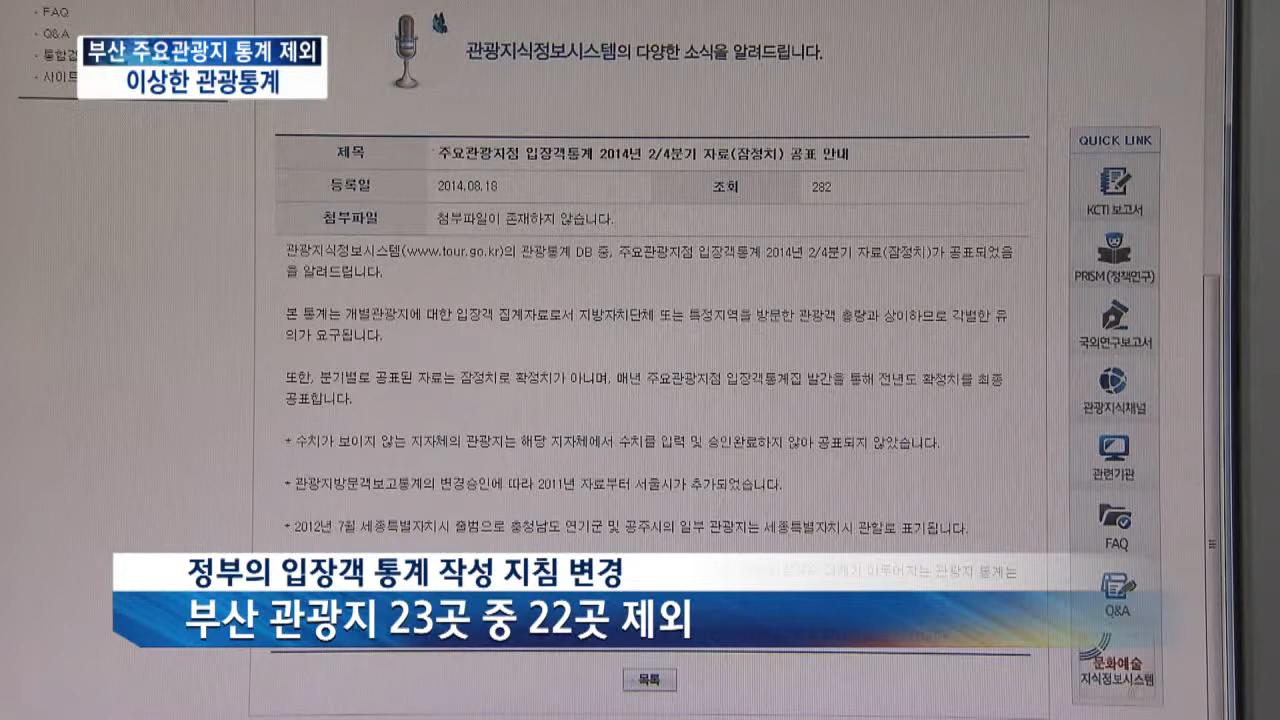 · FAQ
· Q&A
· 통합검
· 사이트
부산 주요관광지 통계 제외
이상한 관광통계
관광지식정보시스템의 다양한 소식을 알려드립니다.
제목 주요관광지점 입장객통계 2014년 2/4분기 자료(잠정치) 공표 안내
등록일 2014.08.18 조회 282
첨부파일 첨부파일이 존재하지 않습니다.
관광지식정보시스템(www.tour.go.kr)의 관광통계 DB 중, 주요관광지점 입장객통계 2014년 2/4분기 자료(잠정치)가 공표되었음
을 알려드립니다.
본 통계는 개별관광지에 대한 입장객 집계자료로서 지방자치단체 또는 특정지역을 방문한 관광객 총량과 상이하므로 각별한 유
의가 요구됩니다.
또한, 분기별로 공표된 자료는 잠정치로 확정치가 아니며, 매년 주요관광지점 입장객통계집 발간을 통해 전년도 확정치를 최종
공표합니다.
* 수치가 보이지 않는 지자체의 관광지는 해당 지자체에서 수치를 입력 및 승인완료하지 않아 공표되지 않았습니다.
* 관광지방문객보고통계의 변경승인에 따라 2011년 자료부터 서울시가 추가되었습니다.
* 2012년 7월 세종특별자치시 출범으로 충청남도 연기군 및 공주시의 일부 관광지는 세종특별자치시 관할로 표기됩니다.
이루어지는 관광지 통계는
정부의 입장객 통계 작성 지침 변경
부산 관광지 23곳 중 22곳 제외
목록
QUICK LINK
KCTI 보고서
PRISM (정책연구)
국외연구보고서
관광지식채널
관련기관
FAQ
Q&A
문화예술
지식정보시스템